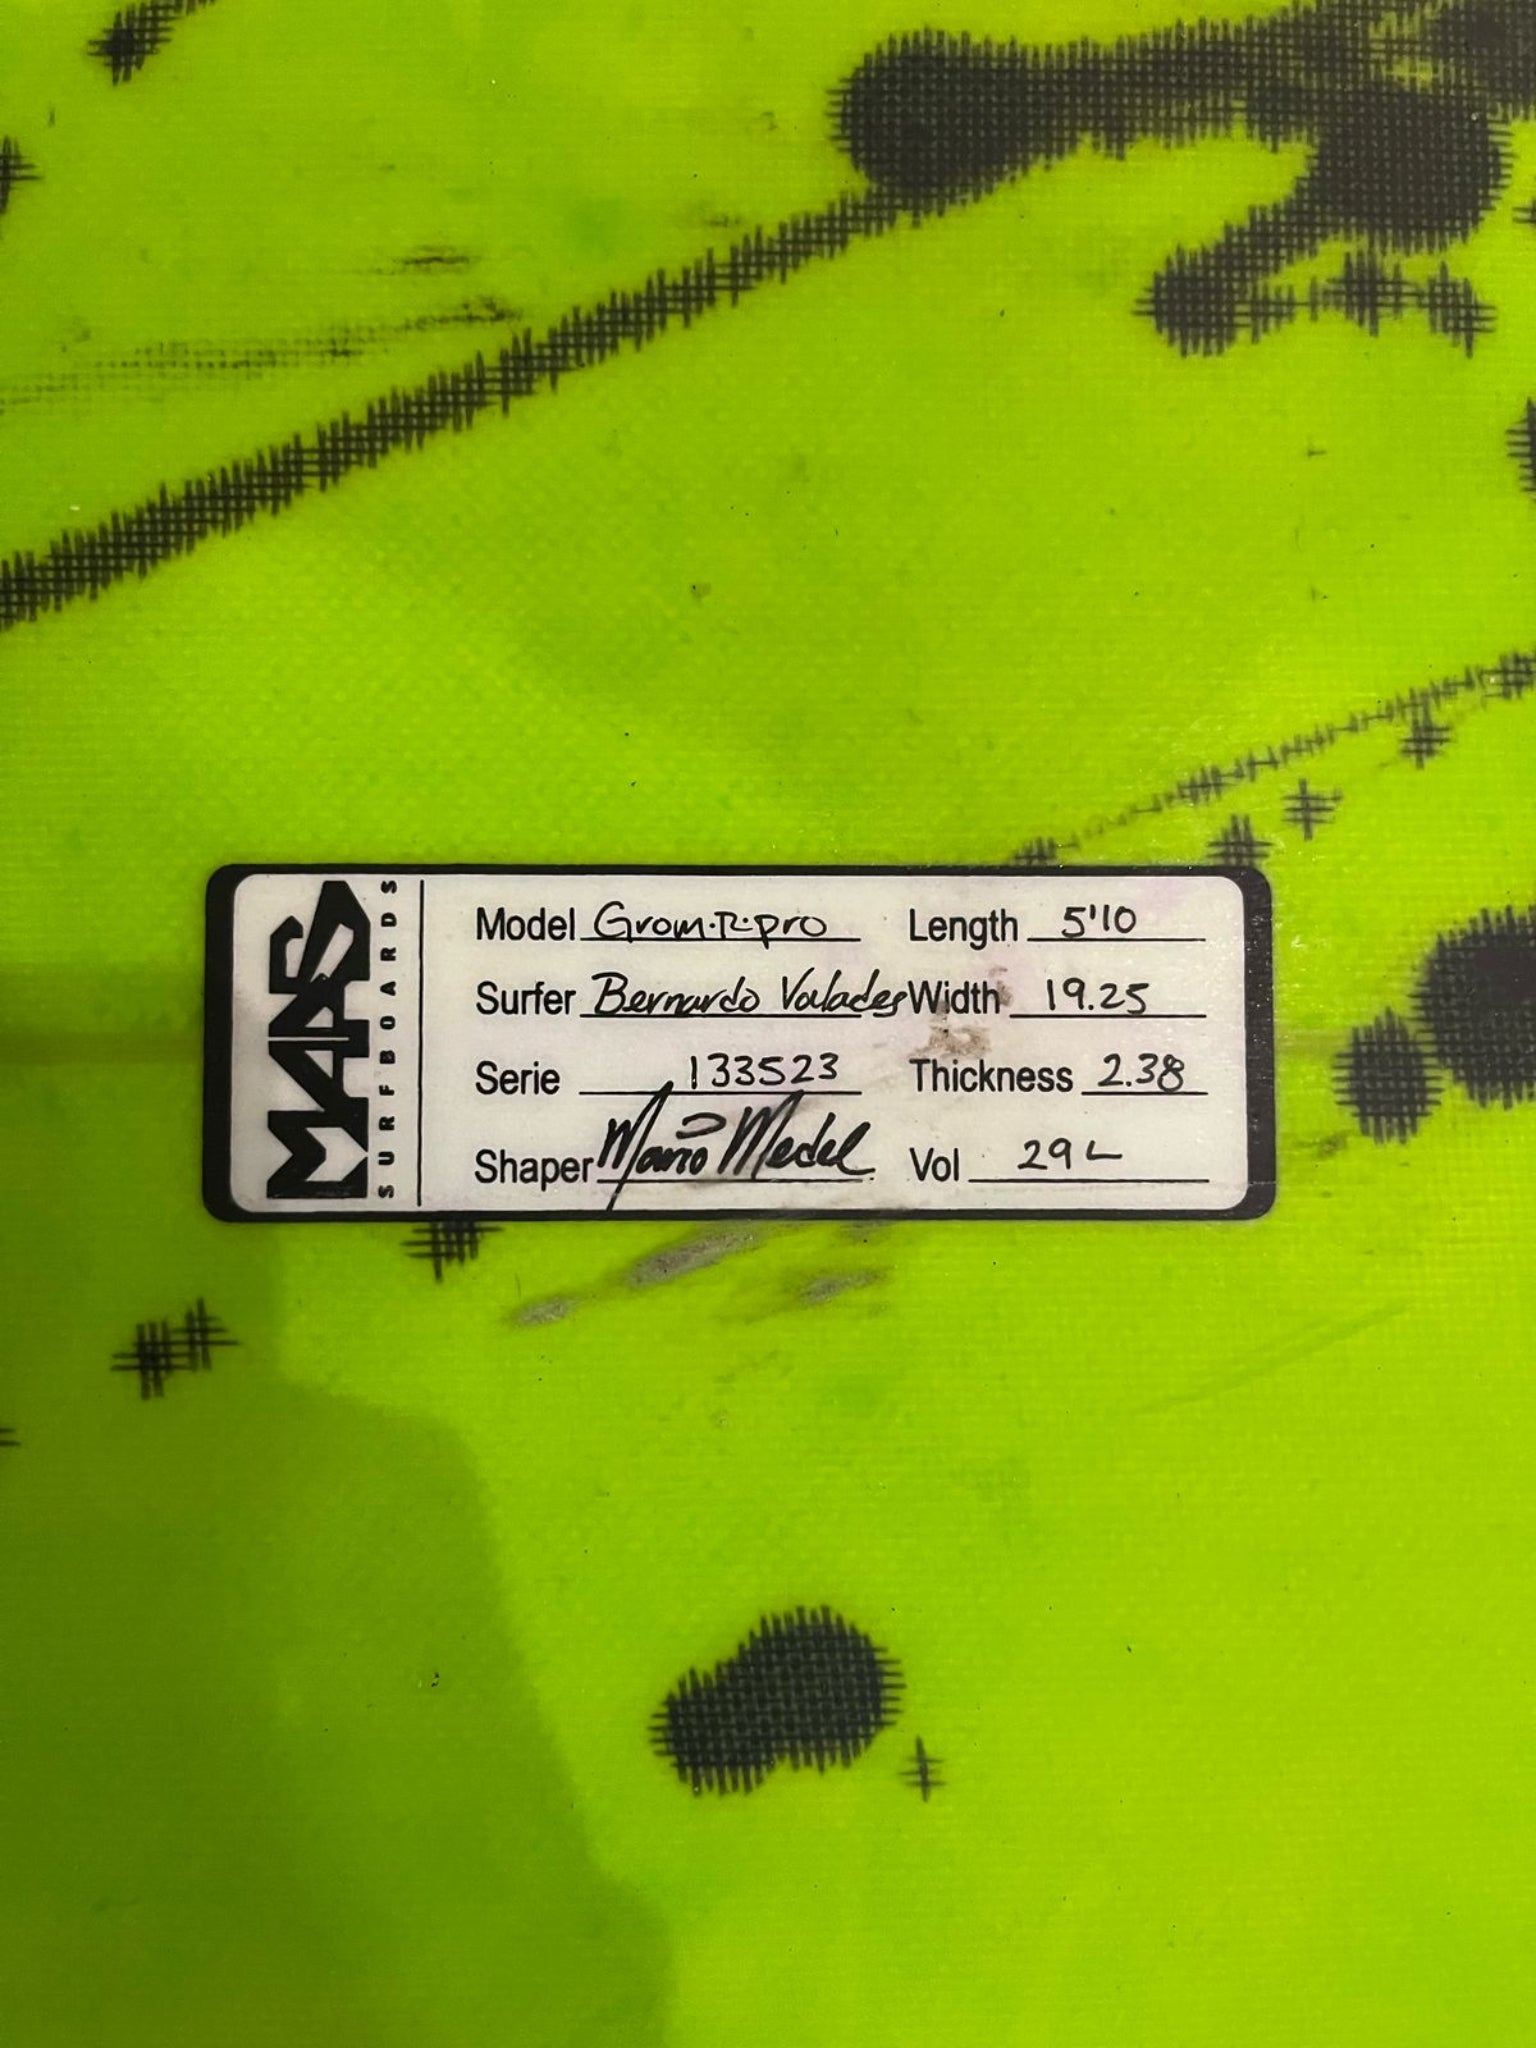 MAS
SURFBOARDS
Model Grom·R·pro Length 5'10
Surfer Bernardo Valades Width 19.25
Serie 133523 Thickness 2.38
Shaper Mario Medel Vol 29L